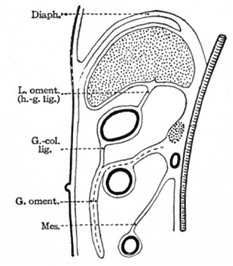 Diaph.
L. oment.
(h.-g. lig.)
G.-col.
lig.
G. oment.
Mes.